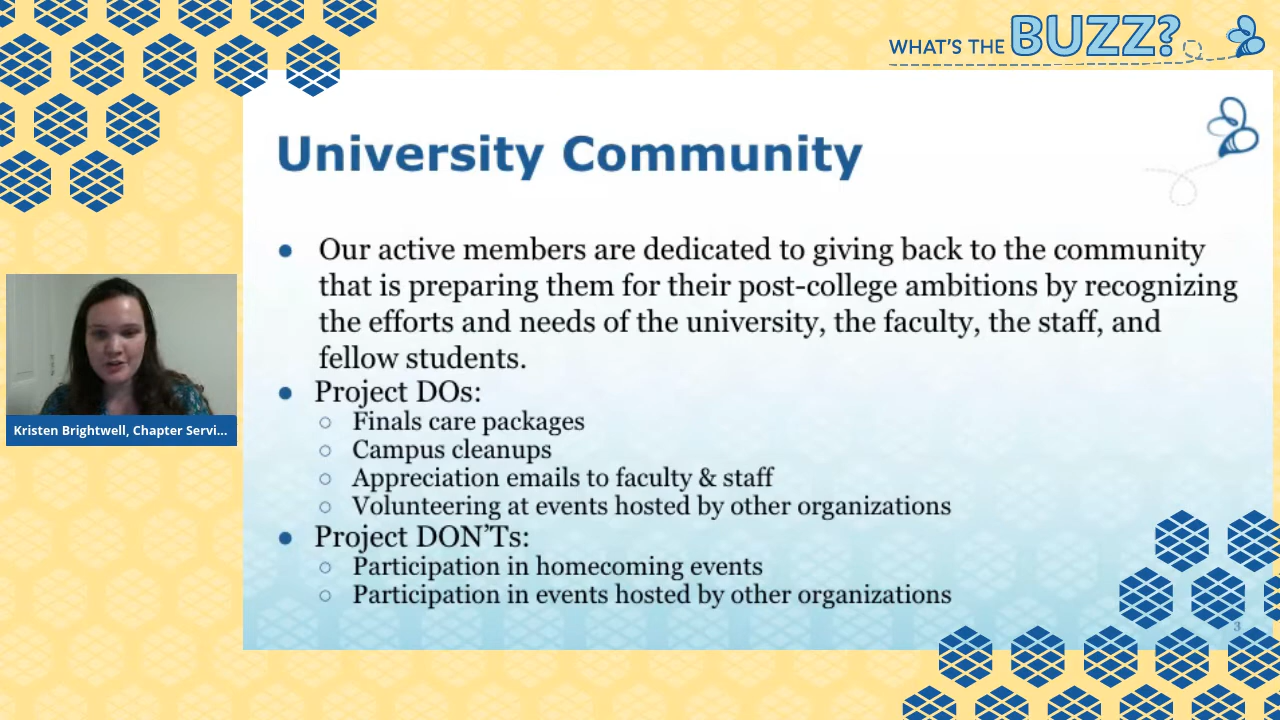 WHAT'S THE BUZZ?
University Community
● Our active members are dedicated to giving back to the community
that is preparing them for their post-college ambitions by recognizing
the efforts and needs of the university, the faculty, the staff, and
fellow students.
● Project DOs:
○ Finals care packages
○ Campus cleanups
○ Appreciation emails to faculty & staff
○ Volunteering at events hosted by other organizations
● Project DON'Ts:
○ Participation in homecoming events
○ Participation in events hosted by other organizations
3
Kristen Brightwell, Chapter Servi...